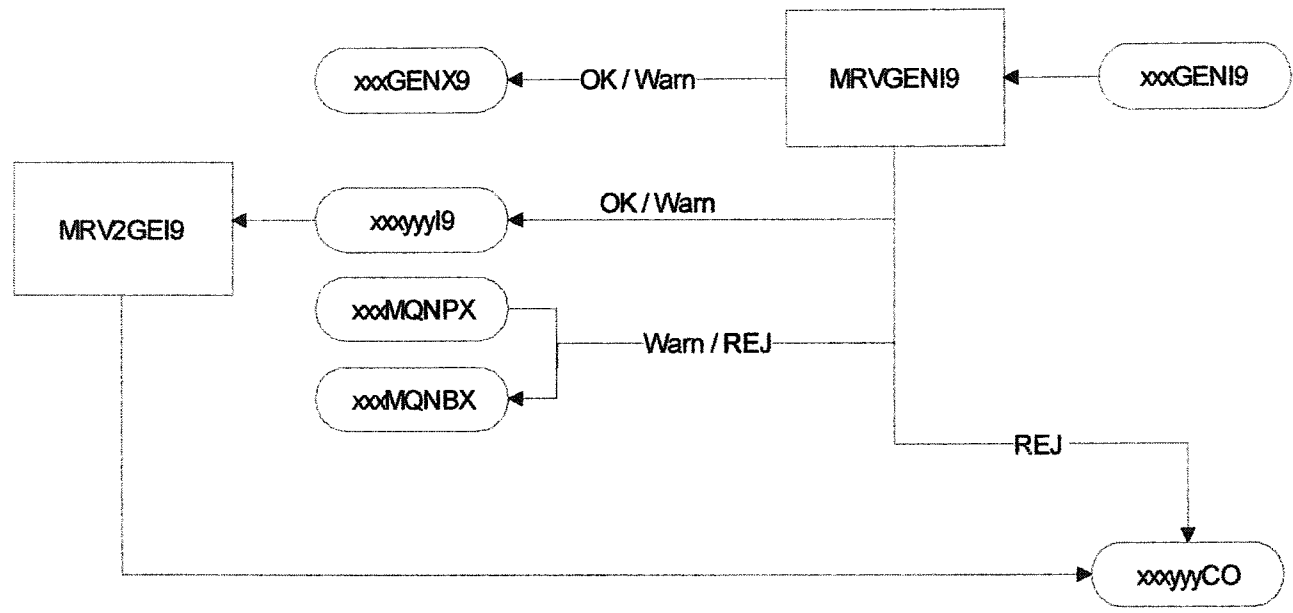 xxxGENX9
OK / Warn
MRVGENI9
xxxGENI9
MRV2GEI9
xxxyyyI9
OK / Warn
xxxMQNPX
Warn / REJ
xxxMQNBX
REJ
xxxyyyCO